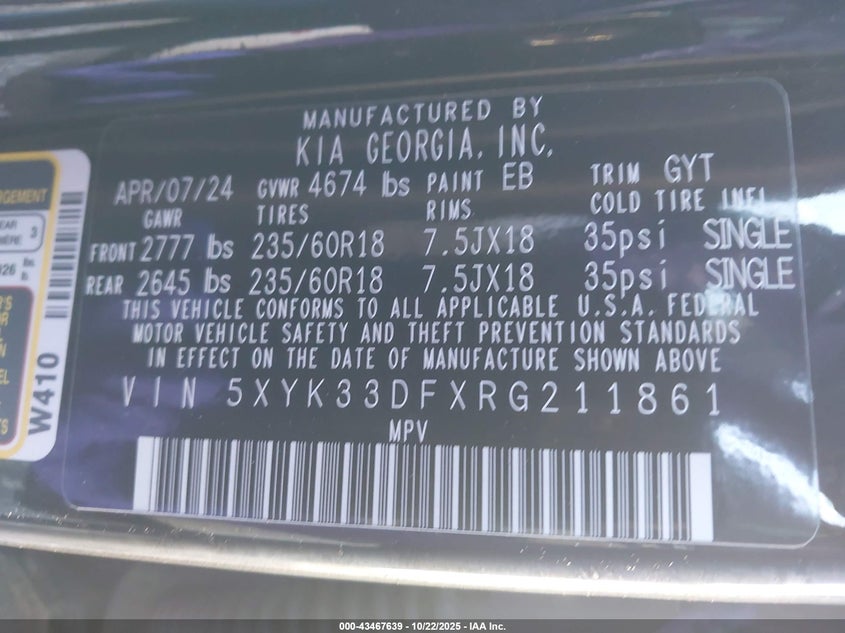 MANUFACTURED BY
KIA GEORGIA, INC.
APR/07/24 GVWR 4674 lbs PAINT EB TRIM GYT
GAWR TIRES RIMS COLD TIRE INFL
FRONT 2777 lbs 235/60R18 7.5JX18 35psi SINGLE
REAR 2645 lbs 235/60R18 7.5JX18 35psi SINGLE
THIS VEHICLE CONFORMS TO ALL APPLICABLE U.S.A. FEDERAL
MOTOR VEHICLE SAFETY AND THEFT PREVENTION STANDARDS
IN EFFECT ON THE DATE OF MANUFACTURE SHOWN ABOVE
VIN 5XYK33DFXRG211861
MPV
W410
3
lbs
000-43467639 - 10/22/2025 - IAA Inc.